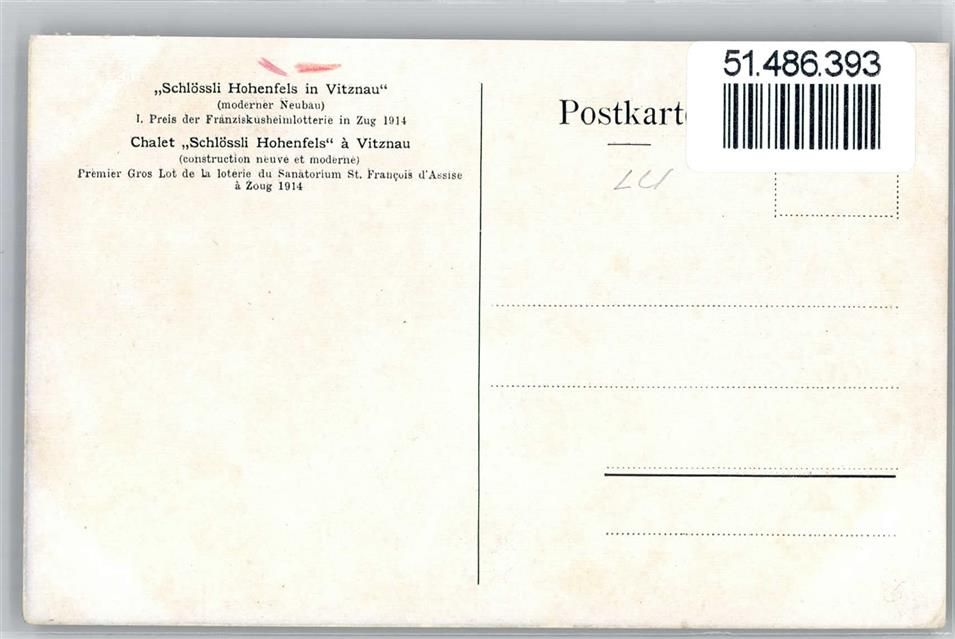 „Schlössli Hohenfels in Vitznau“
(moderner Neubau)
I. Preis der Franziskusheimlotterie in Zug 1914
Chalet „Schlössli Hohenfels“ à Vitznau
(construction neuve et moderne)
Premier Gros Lot de la loterie du Sanatorium St. François d'Assise
à Zoug 1914
Postkarte
51.486.393
LU